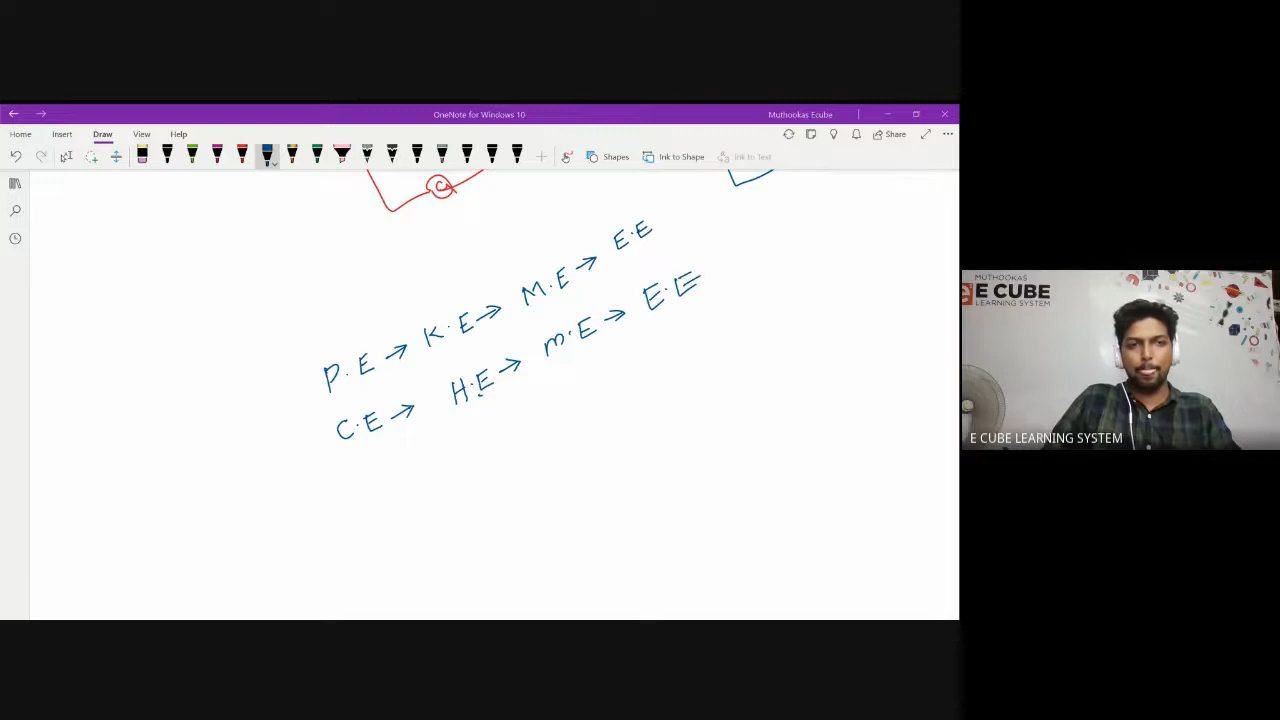 OneNote for Windows 10
Muthookas Ecube
Home Insert Draw View Help
Share
Shapes
Ink to Shape
Ink to Text
C
P.E → K.E → M.E → E.E
C.E → H.E → m.E → E.E
MUTHOOKAS
E CUBE
LEARNING SYSTEM
E CUBE LEARNING SYSTEM